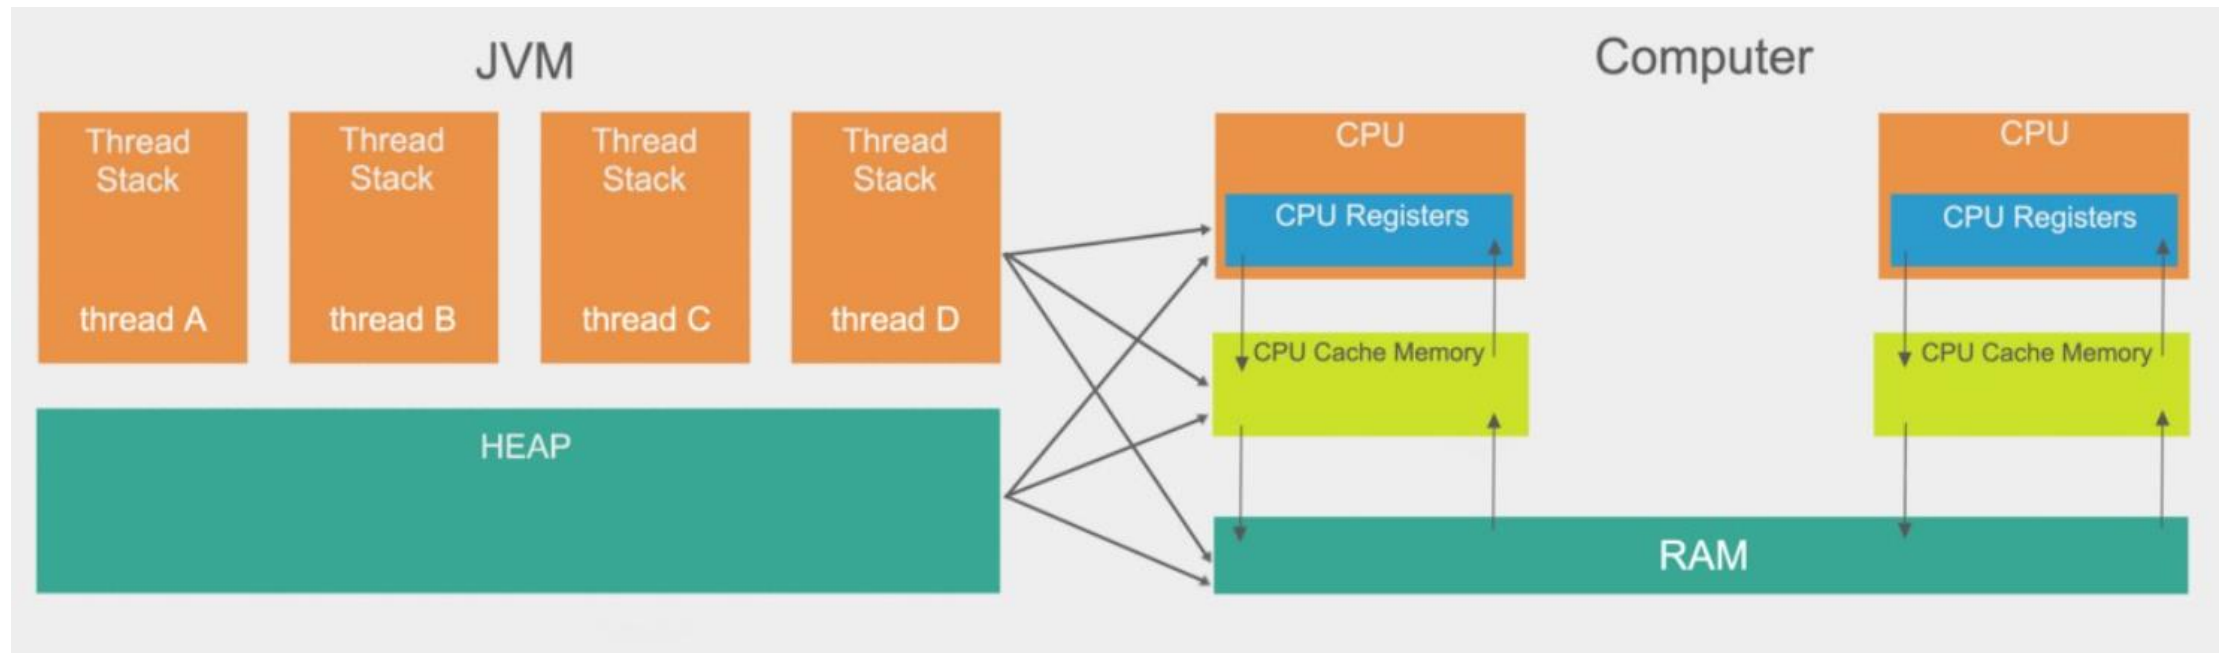 JVM
Computer
Thread
Stack
thread A
Thread
Stack
thread B
Thread
Stack
thread C
Thread
Stack
thread D
HEAP
CPU
CPU Registers
CPU Cache Memory
CPU
CPU Registers
CPU Cache Memory
RAM